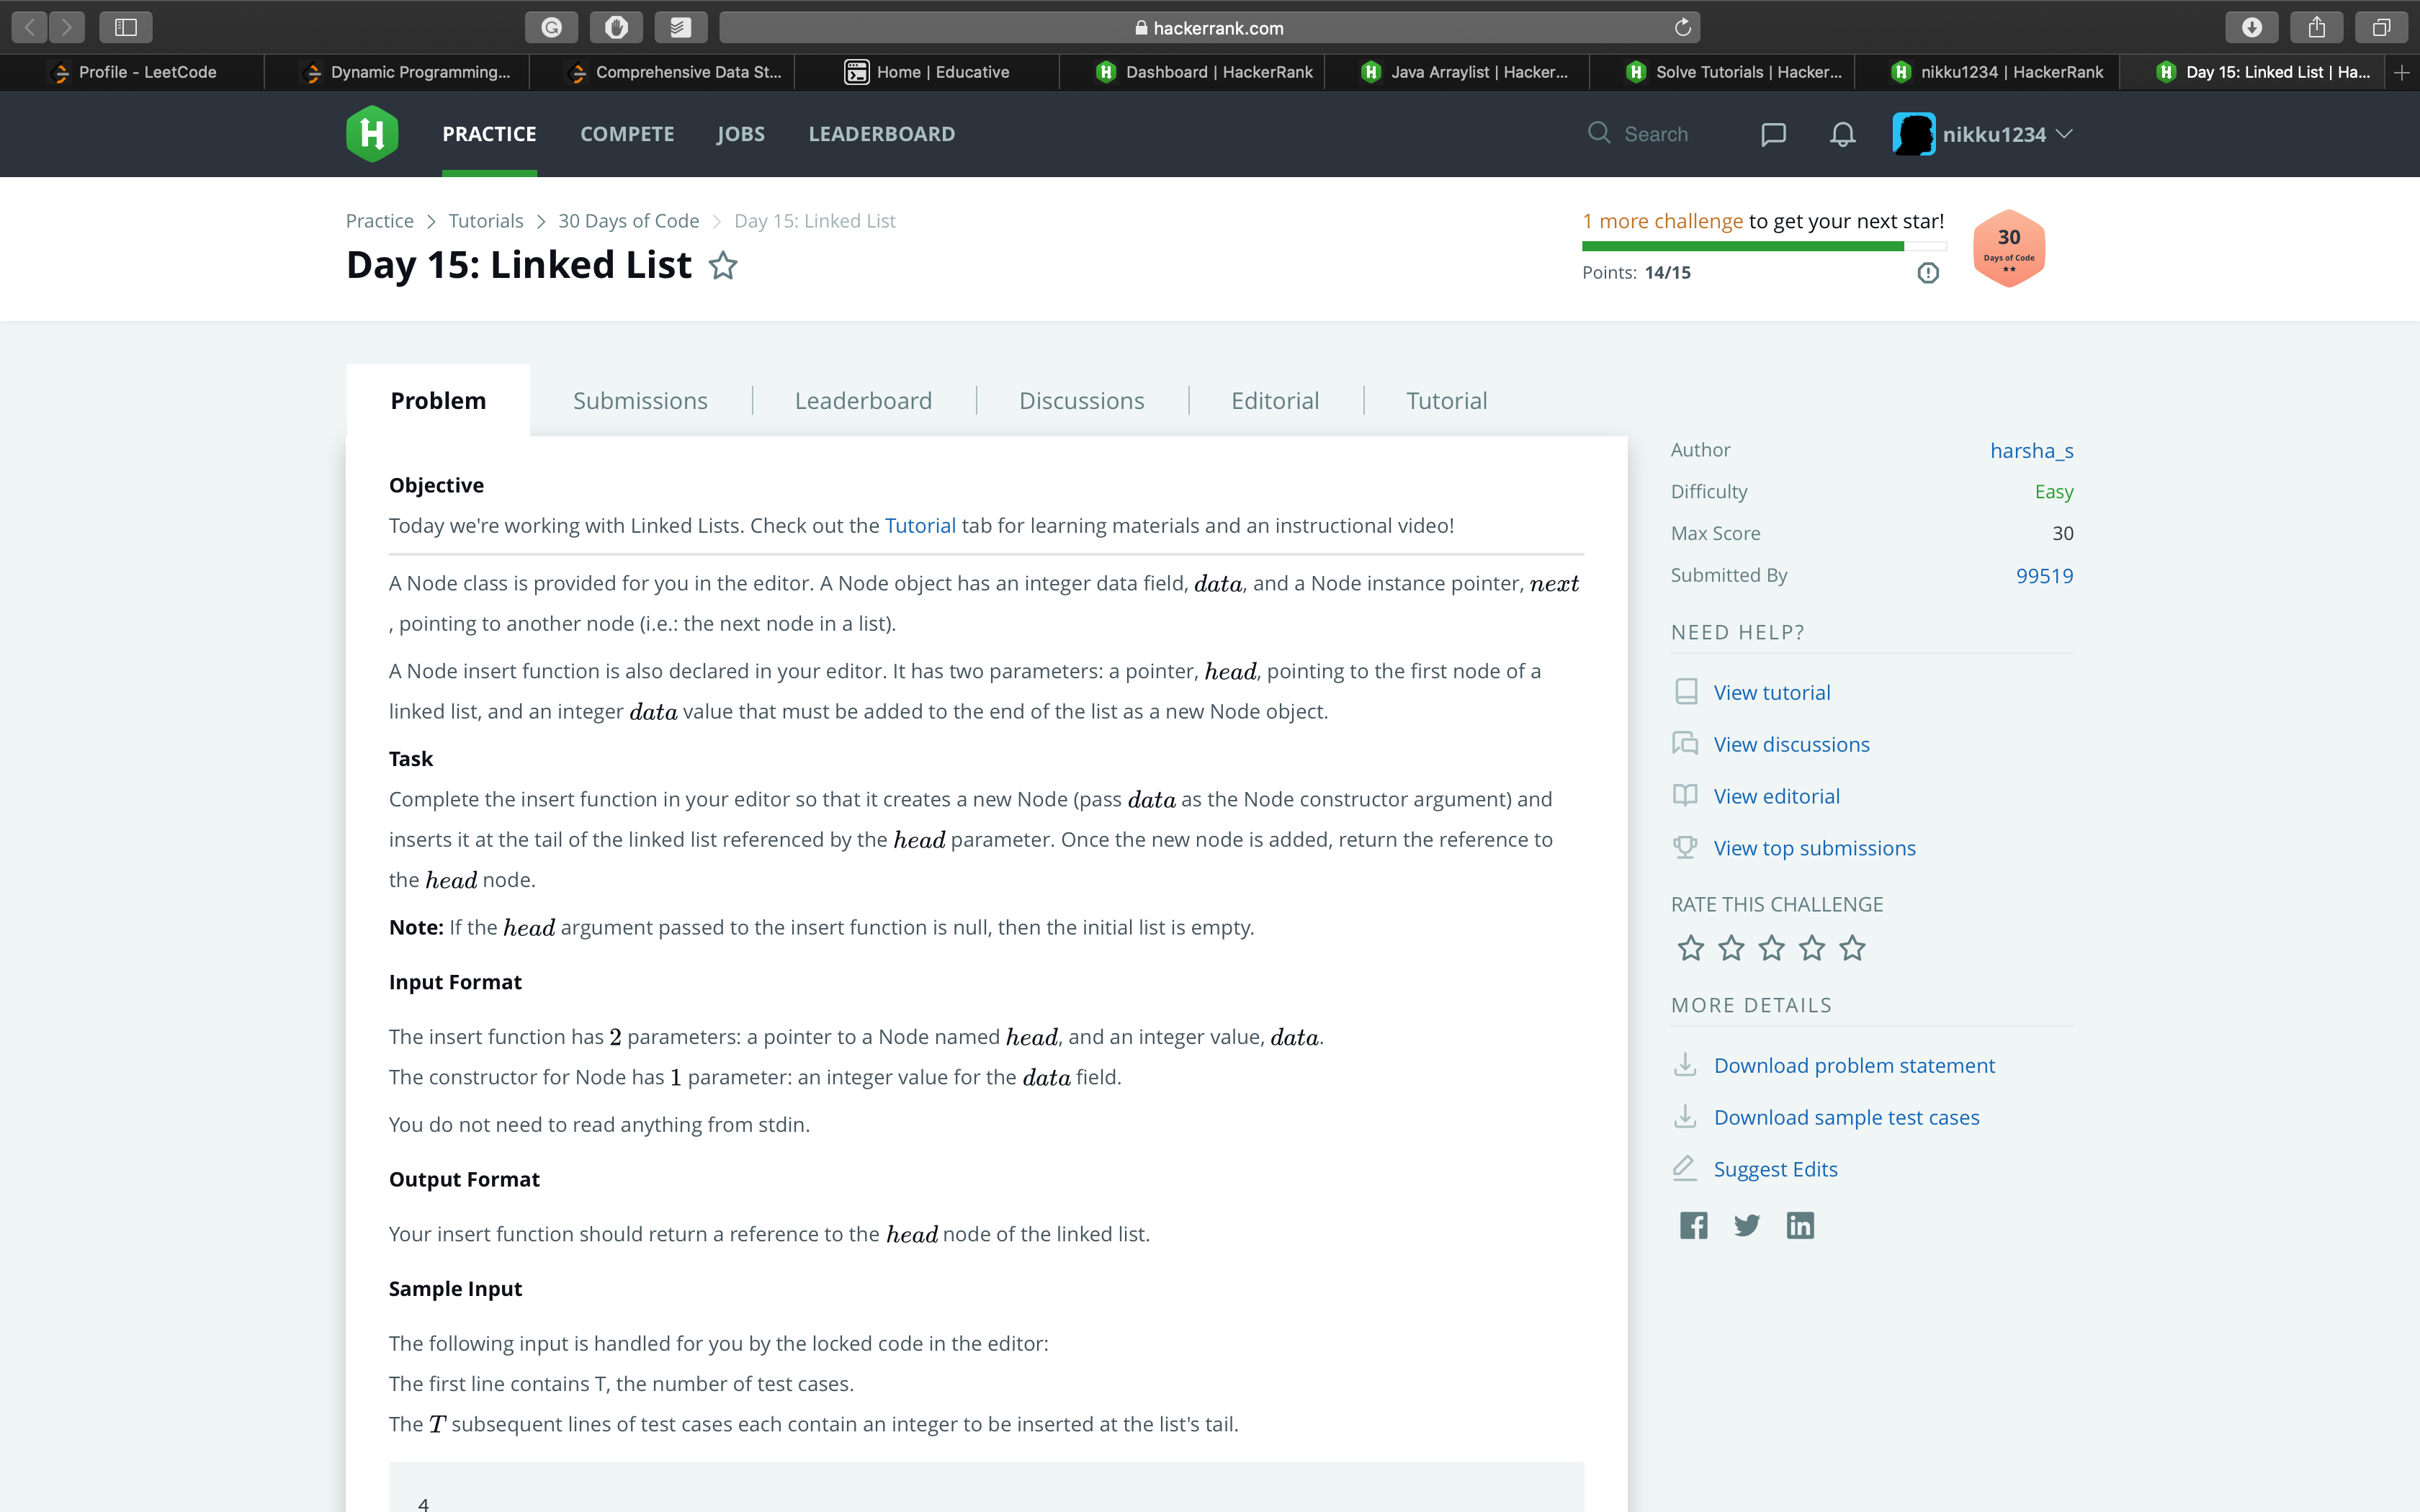 hackerrank.com
Profile - LeetCode
Dynamic Programming...
Comprehensive Data St...
Home | Educative
Dashboard | HackerRank
Java Arraylist | Hacker...
Solve Tutorials | Hacker...
nikku1234 | HackerRank
Day 15: Linked List | Ha...
PRACTICE COMPETE JOBS LEADERBOARD
Search
nikku1234
Practice > Tutorials > 30 Days of Code > Day 15: Linked List
Day 15: Linked List
1 more challenge to get your next star!
Points: 14/15
30
Days of Code
Problem Submissions Leaderboard Discussions Editorial Tutorial
Objective
Today we're working with Linked Lists. Check out the Tutorial tab for learning materials and an instructional video!
A Node class is provided for you in the editor. A Node object has an integer data field, data, and a Node instance pointer, next
, pointing to another node (i.e.: the next node in a list).
A Node insert function is also declared in your editor. It has two parameters: a pointer, head, pointing to the first node of a
linked list, and an integer data value that must be added to the end of the list as a new Node object.
Task
Complete the insert function in your editor so that it creates a new Node (pass data as the Node constructor argument) and
inserts it at the tail of the linked list referenced by the head parameter. Once the new node is added, return the reference to
the head node.
Note: If the head argument passed to the insert function is null, then the initial list is empty.
Input Format
The insert function has 2 parameters: a pointer to a Node named head, and an integer value, data.
The constructor for Node has 1 parameter: an integer value for the data field.
You do not need to read anything from stdin.
Output Format
Your insert function should return a reference to the head node of the linked list.
Sample Input
The following input is handled for you by the locked code in the editor:
The first line contains T, the number of test cases.
The T subsequent lines of test cases each contain an integer to be inserted at the list's tail.
4
Author harsha_s
Difficulty Easy
Max Score 30
Submitted By 99519
NEED HELP?
View tutorial
View discussions
View editorial
View top submissions
RATE THIS CHALLENGE
MORE DETAILS
Download problem statement
Download sample test cases
Suggest Edits